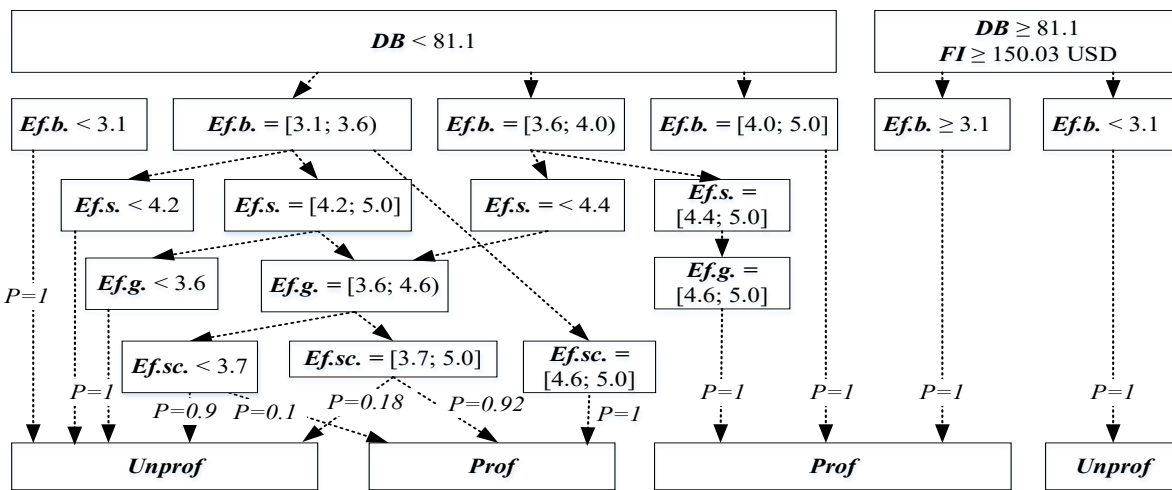 DB < 81.1
DB ≥ 81.1
FI ≥ 150.03 USD
Ef.b. < 3.1
Ef.b. = [3.1; 3.6)
Ef.b. = [3.6; 4.0)
Ef.b. = [4.0; 5.0]
Ef.b. ≥ 3.1
Ef.b. < 3.1
Ef.s. < 4.2
Ef.s. = [4.2; 5.0]
Ef.s. = < 4.4
Ef.s. =
[4.4; 5.0]
Ef.g. < 3.6
Ef.g. = [3.6; 4.6)
Ef.g. =
[4.6; 5.0]
P=1
Ef.sc. < 3.7
Ef.sc. = [3.7; 5.0]
Ef.sc. =
[4.6; 5.0]
P=1
P=0.9
P=0.1
P=0.18
P=0.92
P=1
P=1
P=1
P=1
P=1
Unprof
Prof
Prof
Unprof